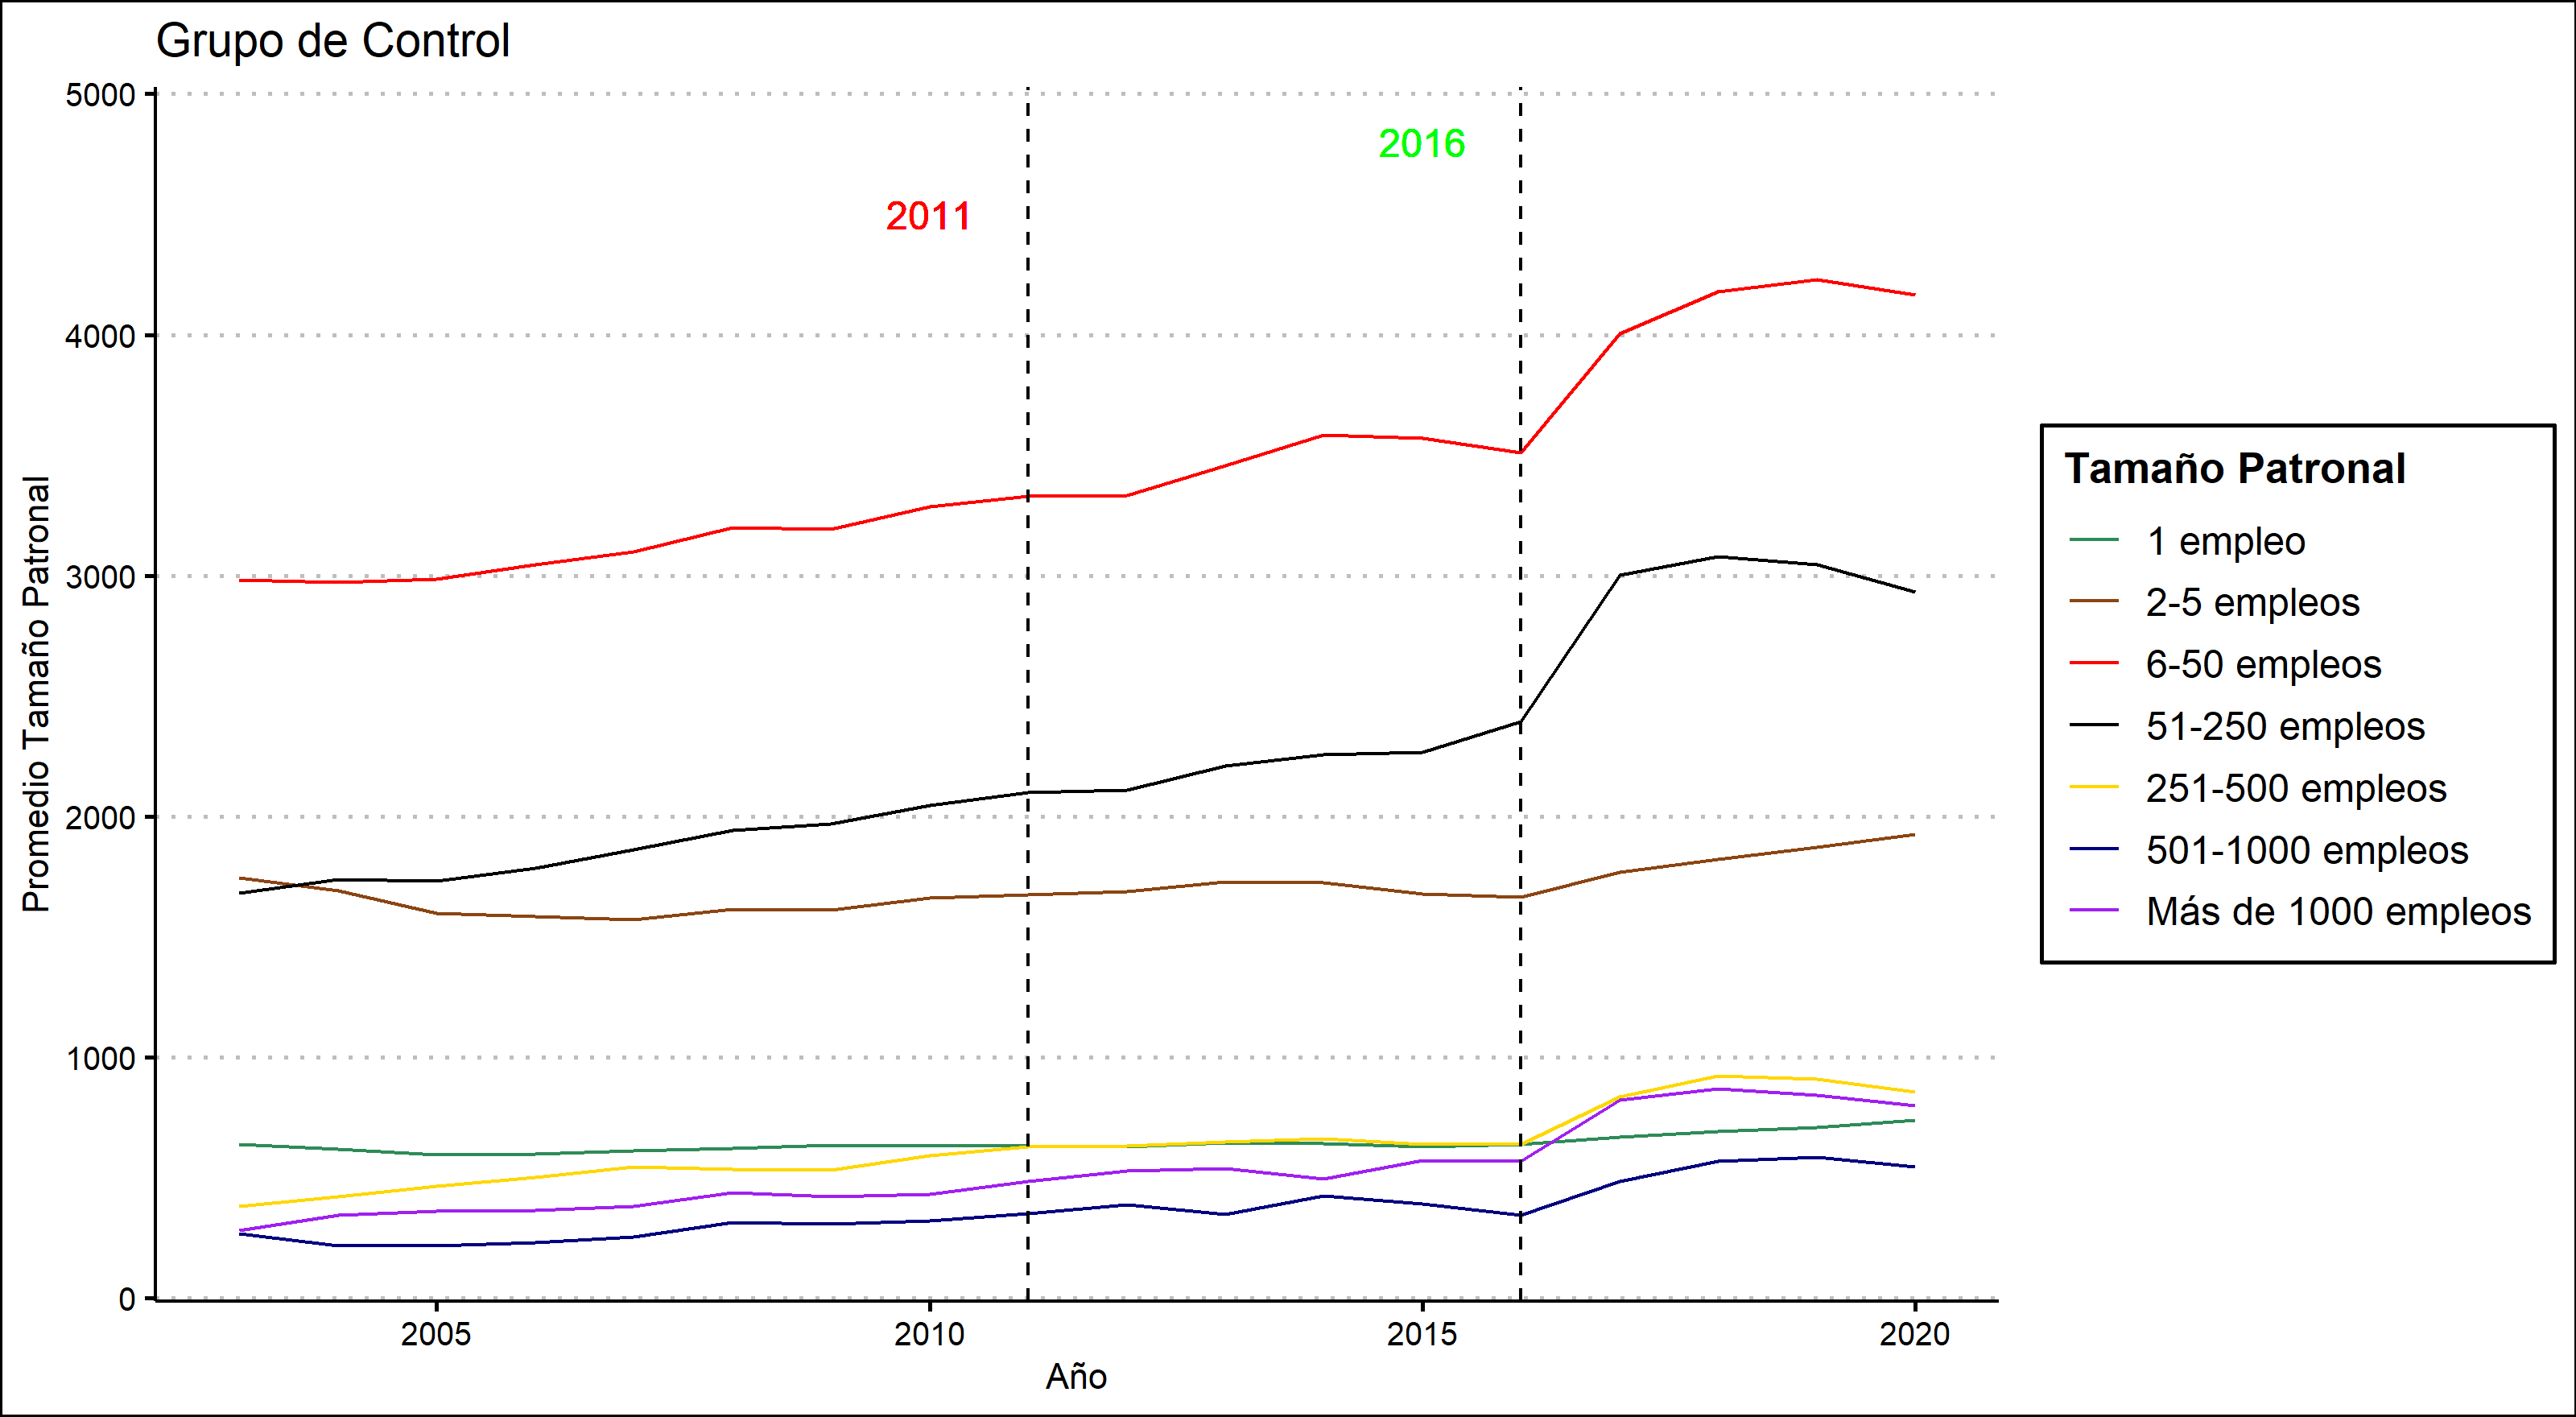 Grupo de Control
5000
4000
3000
2000
1000
0
Promedio Tamaño Patronal
2011
2016
2005
2010
2015
2020
Año
Tamaño Patronal
1 empleo
2-5 empleos
6-50 empleos
51-250 empleos
251-500 empleos
501-1000 empleos
Más de 1000 empleos